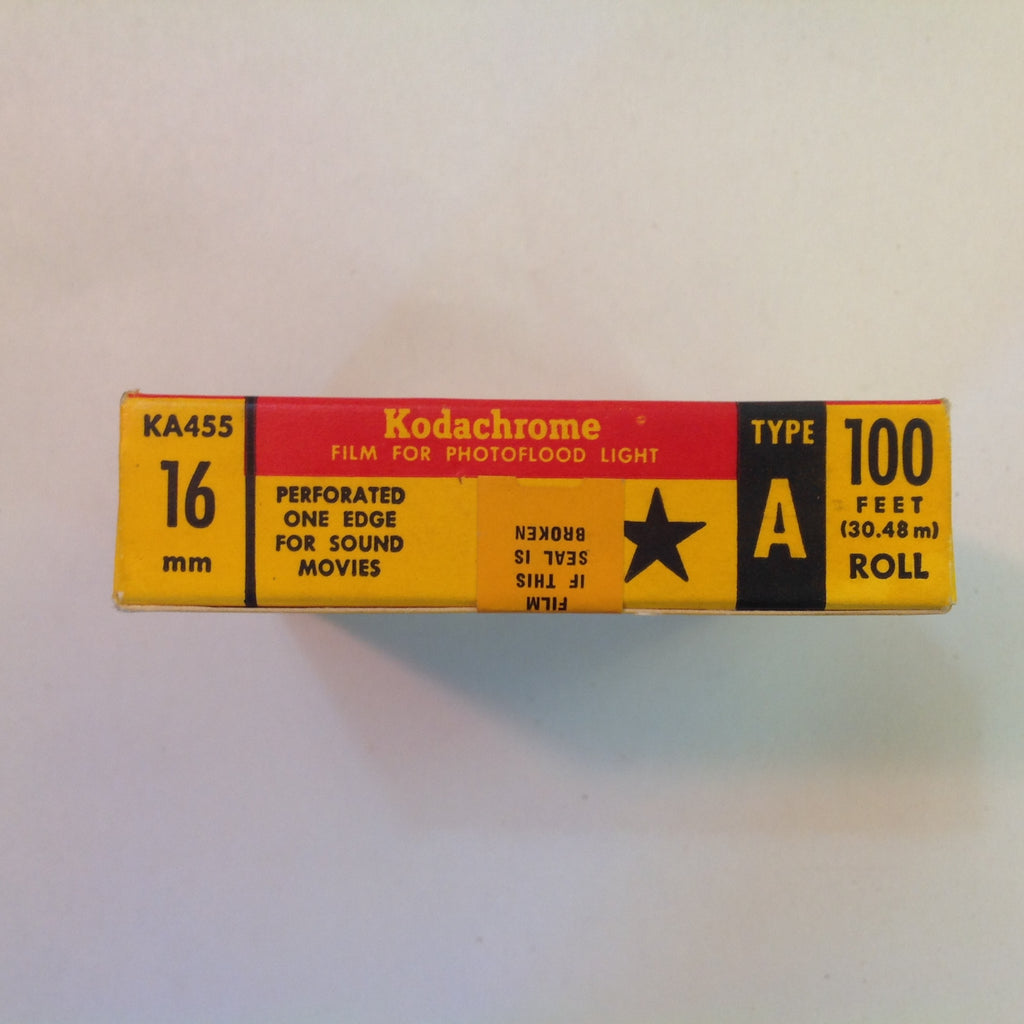 KA455
16
mm
Kodachrome
FILM FOR PHOTOFLOOD LIGHT
PERFORATED
ONE EDGE
FOR SOUND
MOVIES
FILM
IF THIS
SEAL IS
BROKEN
TYPE
A
100
FEET
(30.48 m)
ROLL